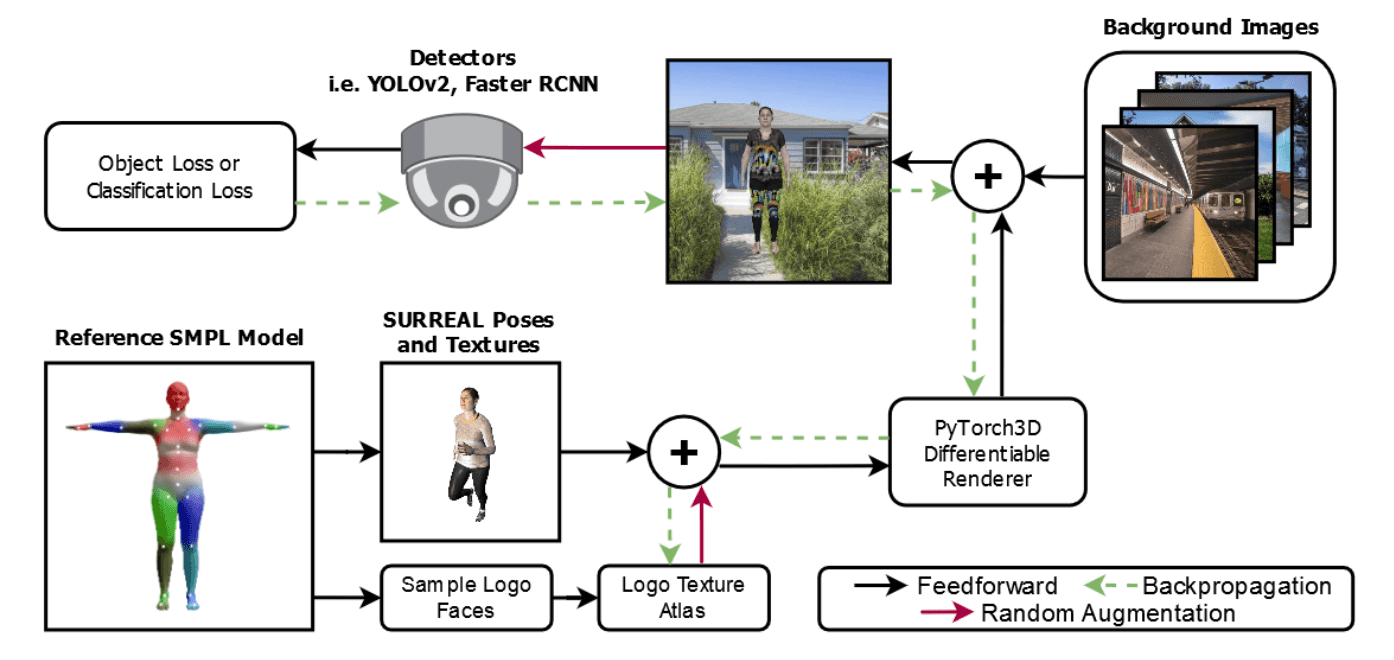 Background Images
Detectors
i.e. YOLOv2, Faster RCNN
Object Loss or
Classification Loss
+
Reference SMPL Model
SURREAL Poses
and Textures
+
PyTorch3D
Differentiable
Renderer
Sample Logo
Faces
Logo Texture
Atlas
Feedforward
Backpropagation
Random Augmentation